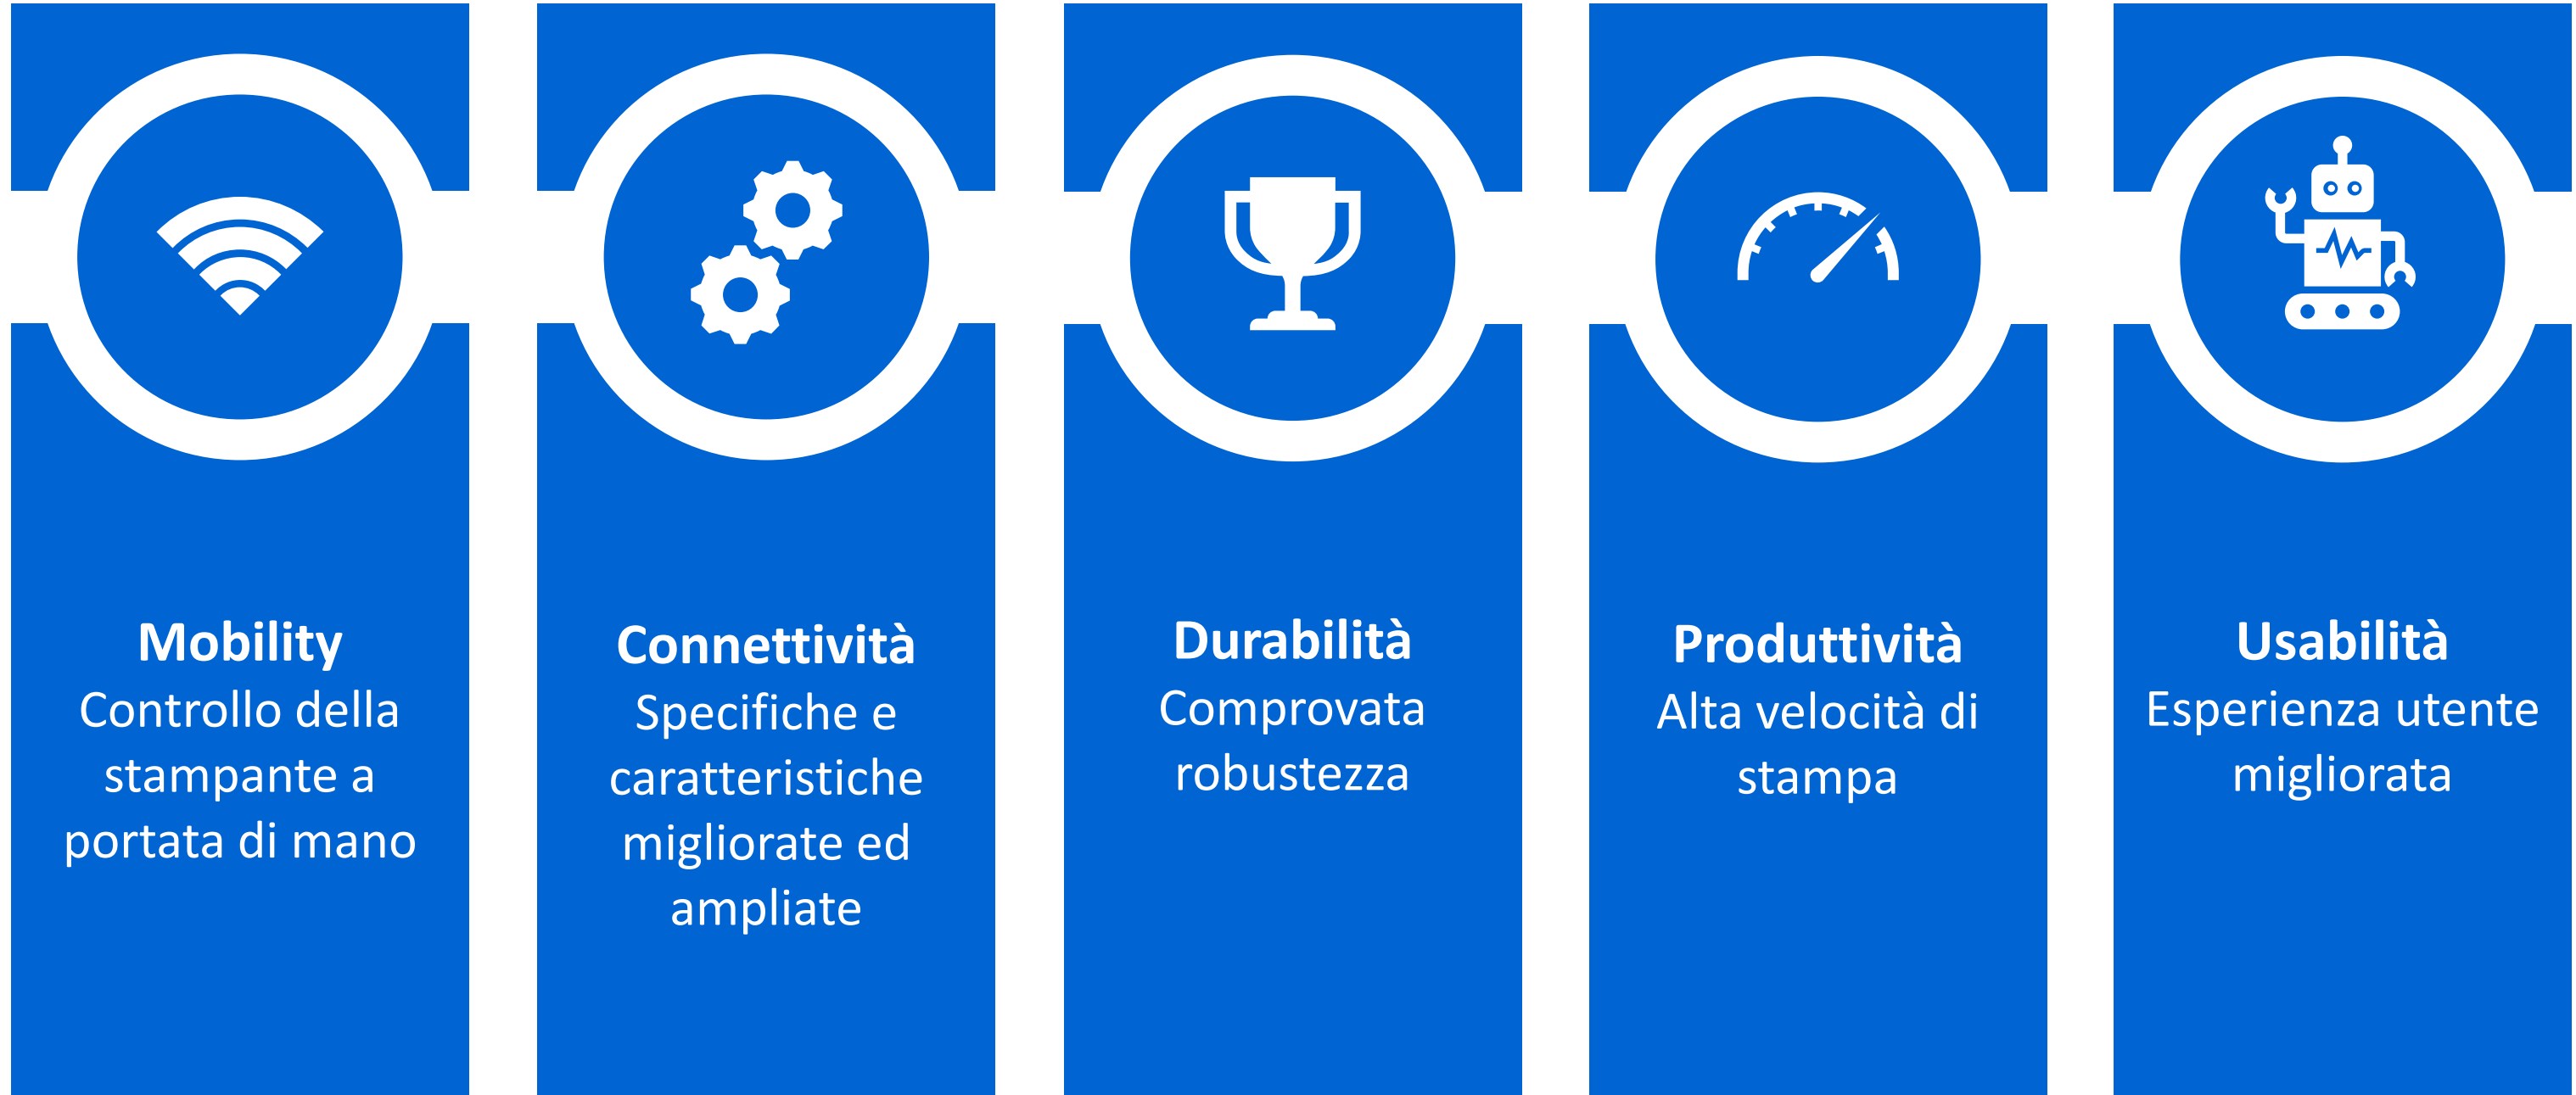 Mobility
Controllo della
stampante a
portata di mano
Connettività
Specifiche e
caratteristiche
migliorate ed
ampliate
Durabilità
Comprovata
robustezza
Produttività
Alta velocità di
stampa
Usabilità
Esperienza utente
migliorata